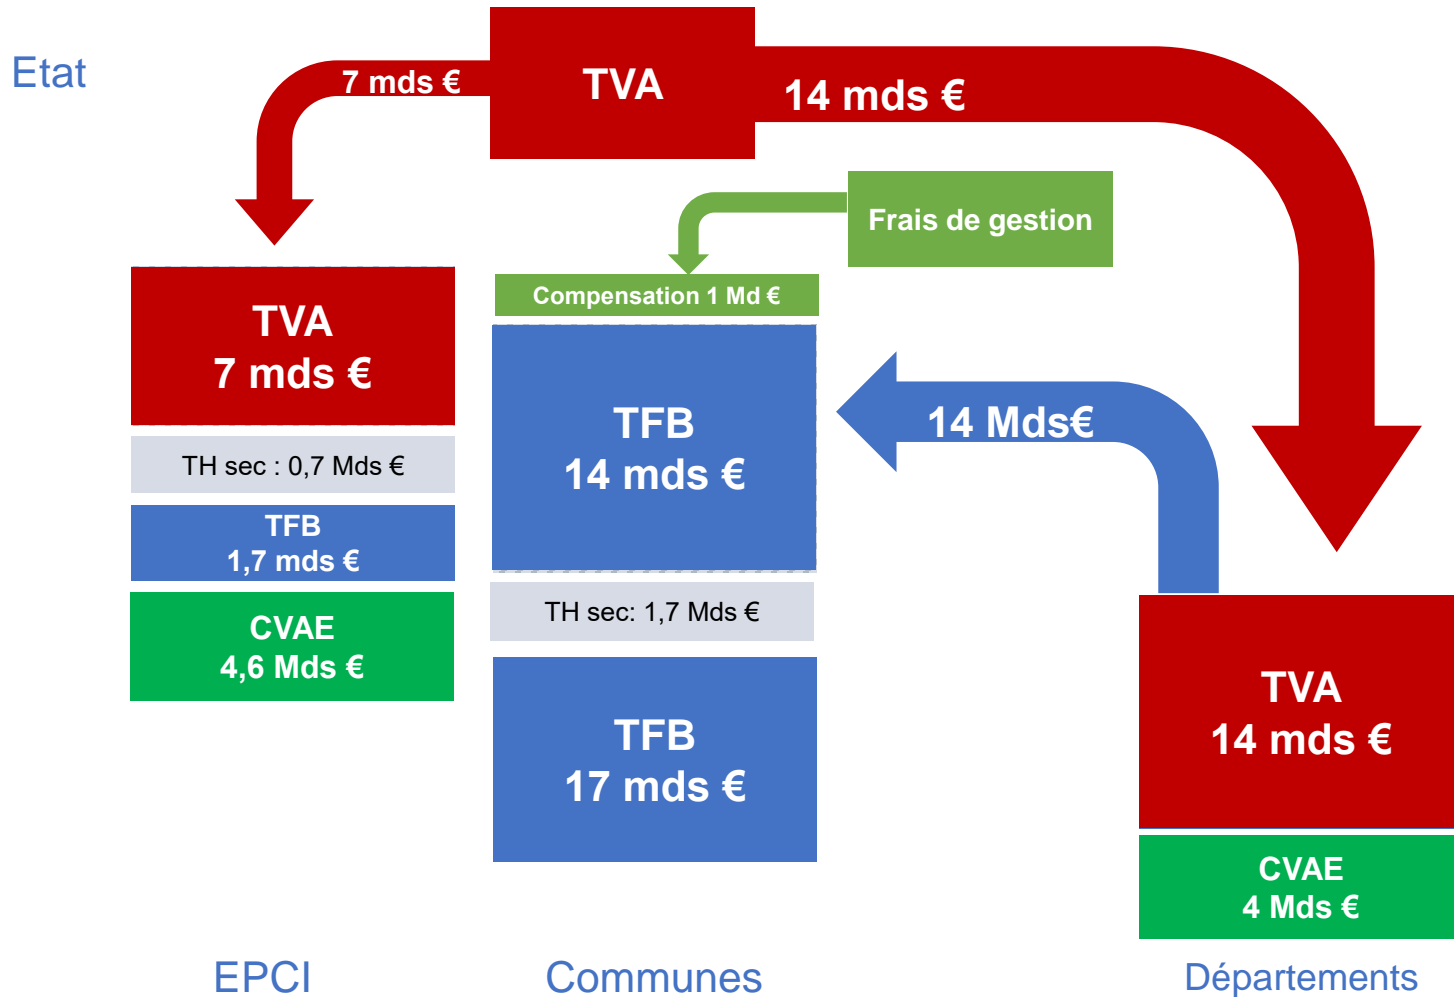 Etat
7 mds €
TVA
14 mds €
Frais de gestion
Compensation 1 Md €
TVA
7 mds €
TH sec : 0,7 Mds €
TFB
1,7 mds €
CVAE
4,6 Mds €
TFB
14 mds €
14 Mds€
TH sec: 1,7 Mds €
TFB
17 mds €
TVA
14 mds €
CVAE
4 Mds €
EPCI
Communes
Départements